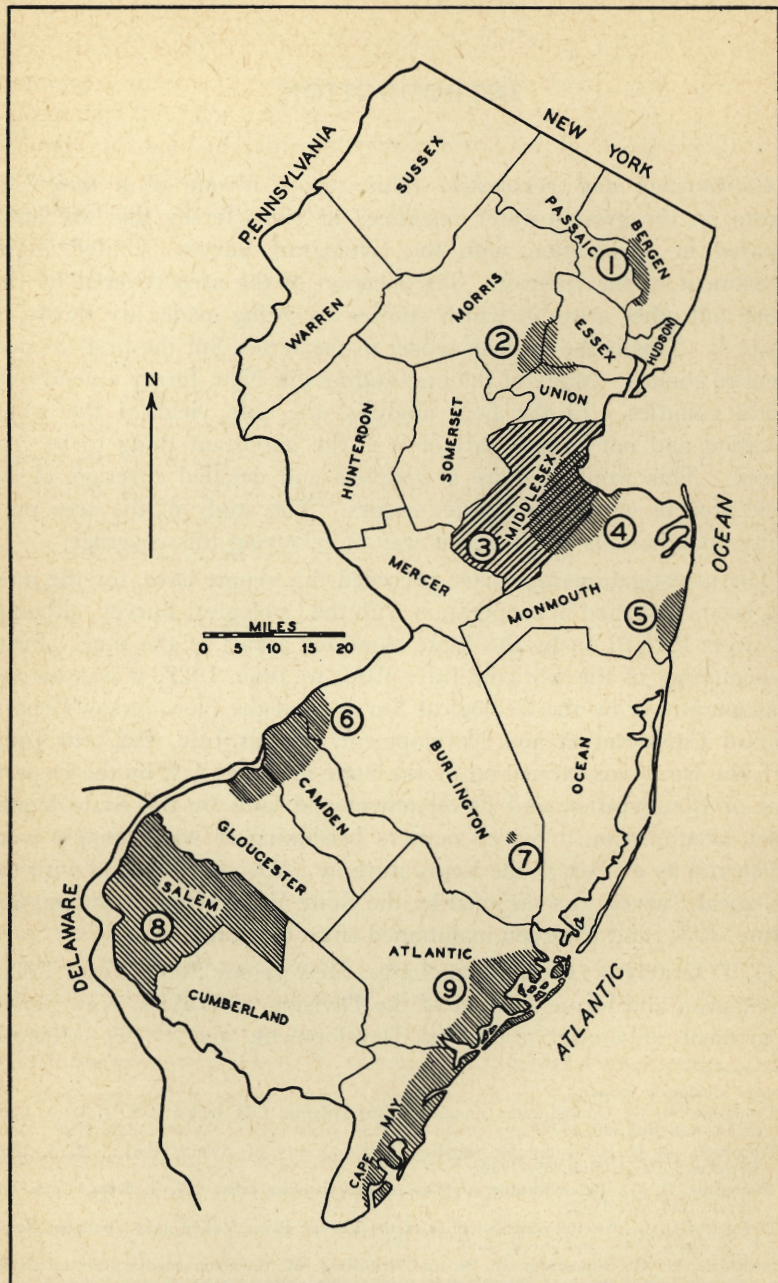 NEW YORK
PENNSYLVANIA
SUSSEX
PASSAIC
BERGEN
1
MORRIS
WARREN
ESSEX
HUDSON
2
UNION
N
HUNTERDON
SOMERSET
MIDDLESEX
3
4
OCEAN
MERCER
MONMOUTH
5
MILES
0 5 10 15 20
6
BURLINGTON
OCEAN
CAMDEN
GLOUCESTER
7
SALEM
8
DELAWARE
ATLANTIC
9
CUMBERLAND
ATLANTIC
CAPE MAY